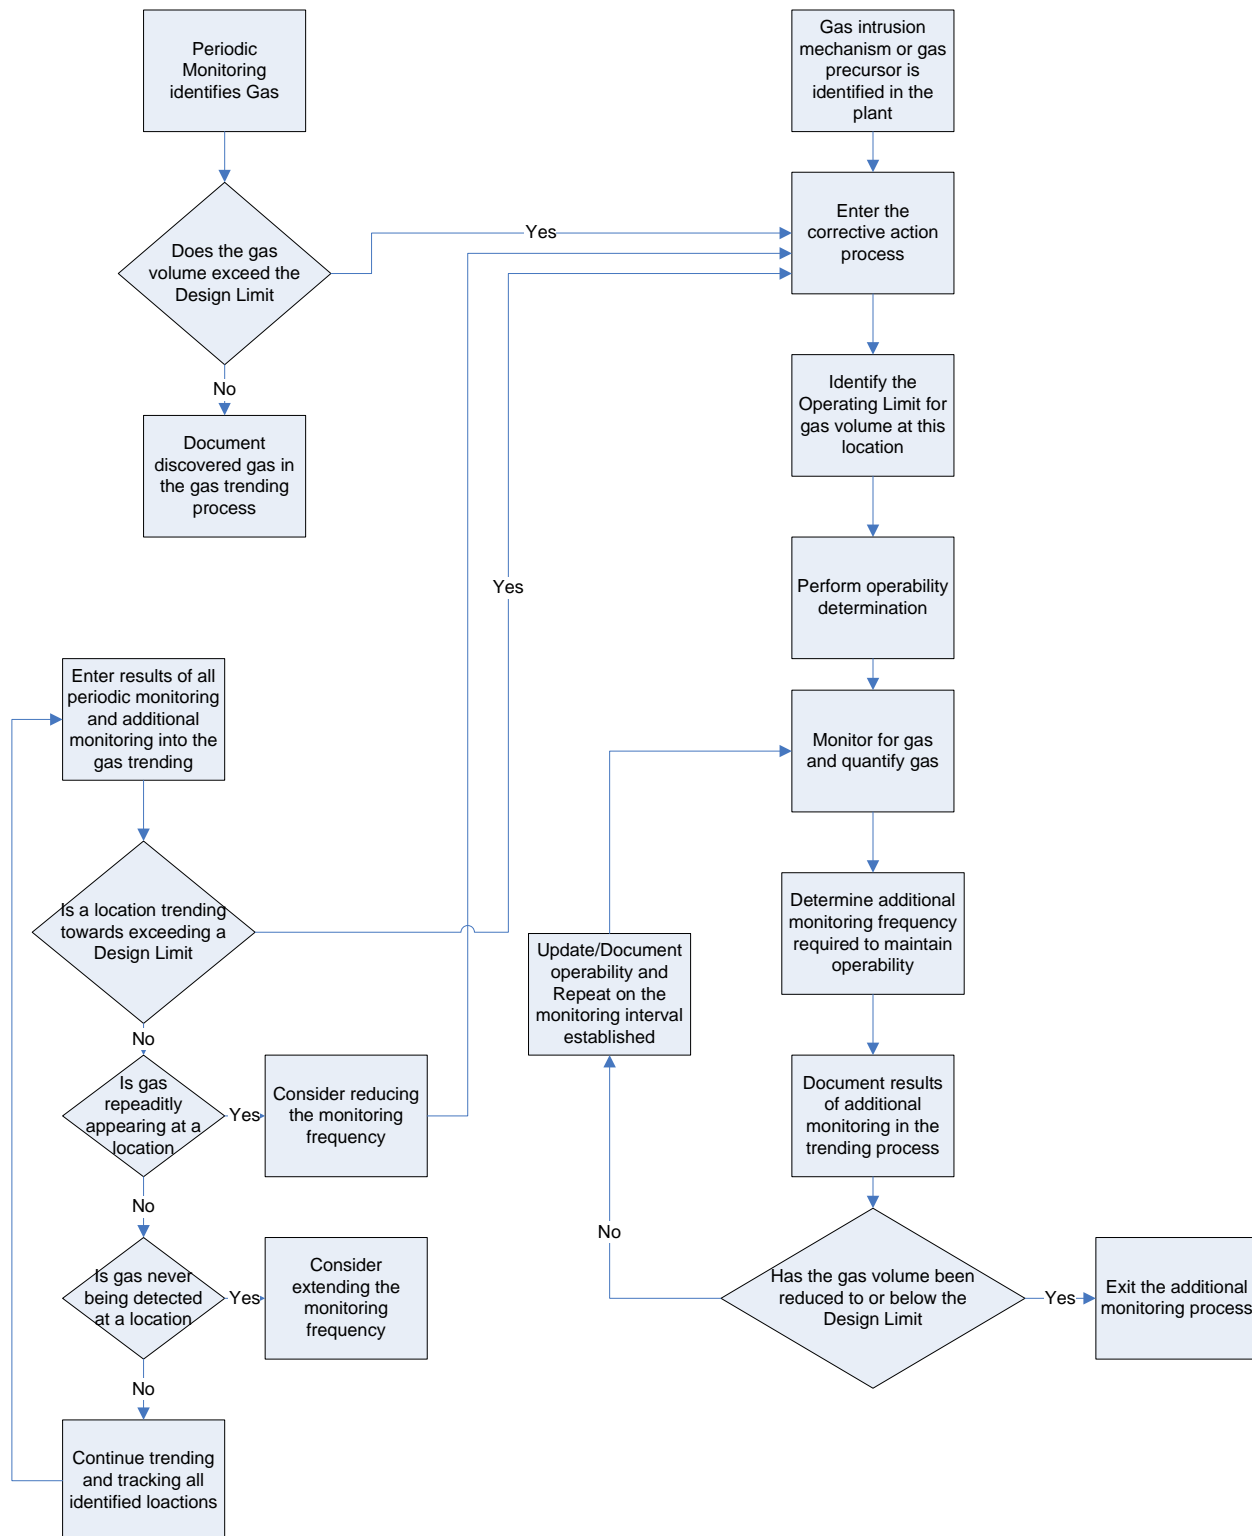 Periodic
Monitoring
identifies Gas
Gas intrusion
mechanism or gas
precursor is
identified in the
plant
Does the gas
volume exceed the
Design Limit
Yes
Enter the
corrective action
process
No
Document
discovered gas in
the gas trending
process
Identify the
Operating Limit for
gas volume at this
location
Yes
Perform operability
determination
Enter results of all
periodic monitoring
and additional
monitoring into the
gas trending
Monitor for gas
and quantify gas
Is a location trending
towards exceeding a
Design Limit
Determine additional
monitoring frequency
required to maintain
operability
Update/Document
operability and
Repeat on the
monitoring interval
established
No
Is gas
repeaditly
appearing at a
location
Yes
Consider reducing
the monitoring
frequency
Document results
of additional
monitoring in the
trending process
No
Is gas never
being detected
at a location
Yes
Consider
extending the
monitoring
frequency
No
Has the gas volume been
reduced to or below the
Design Limit
Yes
Exit the additional
monitoring process
No
Continue trending
and tracking all
identified loactions